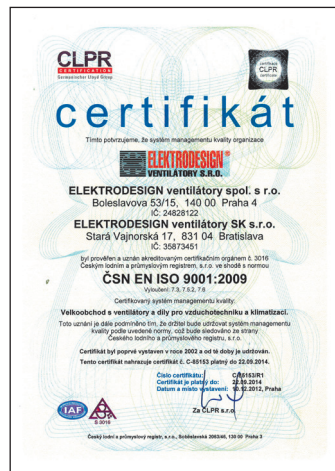 CLPR
CERTIFICATION
Germanischer Lloyd Group
certifikace
CLPR
certificate
certifikát
Tímto potvrzujeme, že systém managementu kvality organizace
ELEKTRODESIGN®
VENTILÁTORY S.R.O.
ELEKTRODESIGN ventilátory spol. s r.o.
Boleslavova 53/15, 140 00 Praha 4
IČ: 24828122
ELEKTRODESIGN ventilátory SK s.r.o.
Stará Vajnorská 17, 831 04 Bratislava
IČ: 35873451
byl prověřen a uznán akreditovaným certifikačním orgánem č. 3016
Českým lodním a průmyslovým registrem, s.r.o. ve shodě s normou
ČSN EN ISO 9001:2009
Vyloučení: 7.3, 7.5.2, 7.6
Certifikovaný systém managementu kvality:
Velkoobchod s ventilátory a díly pro vzduchotechniku a klimatizaci.
Toto uznání je dále podmíněno tím, že držitel bude udržovat systém managementu
kvality podle uvedené normy, což bude sledováno ze strany
Českého lodního a průmyslového registru, s.r.o.
Certifikát byl poprvé vystaven v roce 2002 a od té doby je udržován.
Tento certifikát nahrazuje certifikát č. C-85153 platný do 22.09.2014.
Číslo certifikátu: C-85153/R1
Certifikát je platný do: 22.09.2014
Datum a místo vystavení: 10.12.2012, Praha
Za ČLPR s.r.o.
IAF
S 3016
Český lodní a průmyslový registr, s.r.o., Soběslavská 2063/46, 130 00 Praha 3